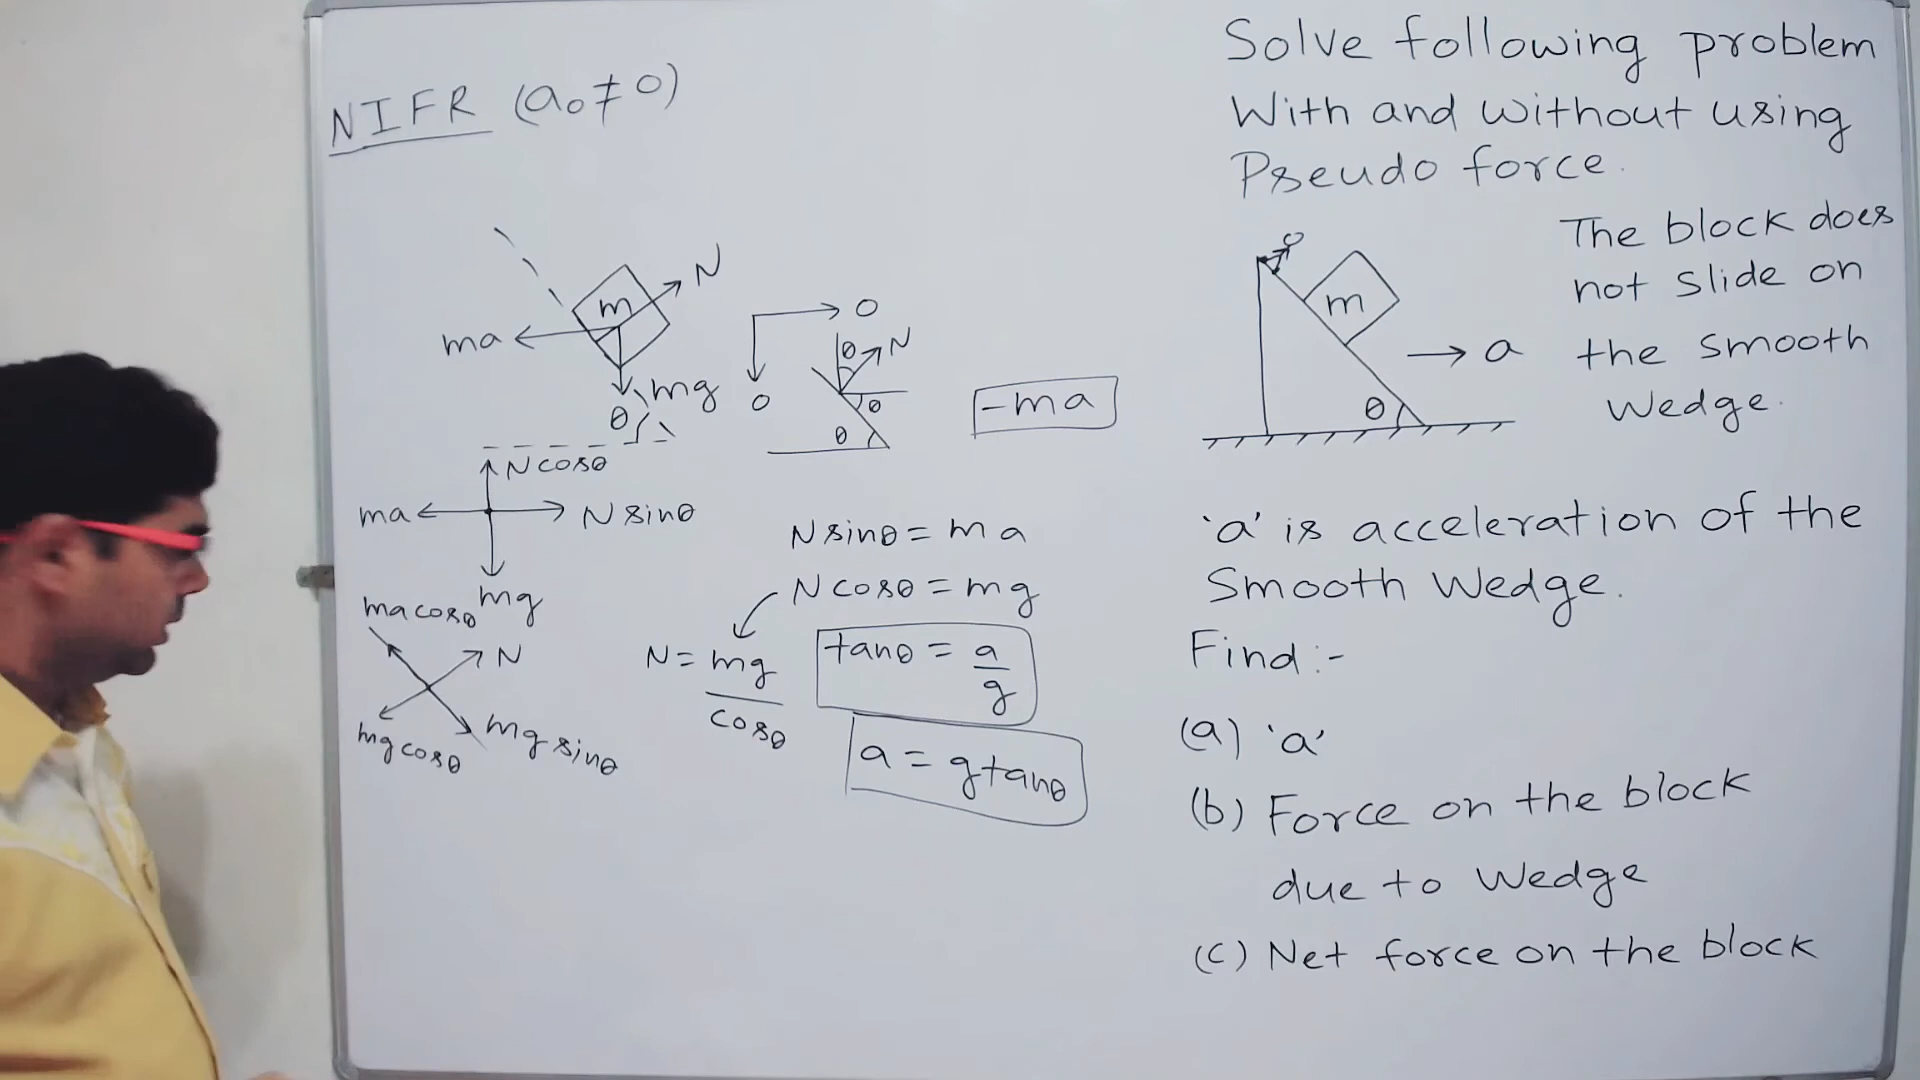 NIFR (a₀ ≠ 0)
N
m
ma
mg
θ
0
0
θ
N
θ
θ
-ma
N cosθ
ma
N sinθ
mg
ma cosθ
N
mg cosθ
mg sinθ
N sinθ = ma
N cosθ = mg
N = mg/cosθ
tanθ = a/g
a = g tanθ
Solve following problem
With and without using
Pseudo force.
The block does
not slide on
the smooth
Wedge.
m
a
θ
'a' is acceleration of the
Smooth Wedge.
Find :-
(a) 'a'
(b) Force on the block
due to Wedge
(c) Net force on the block